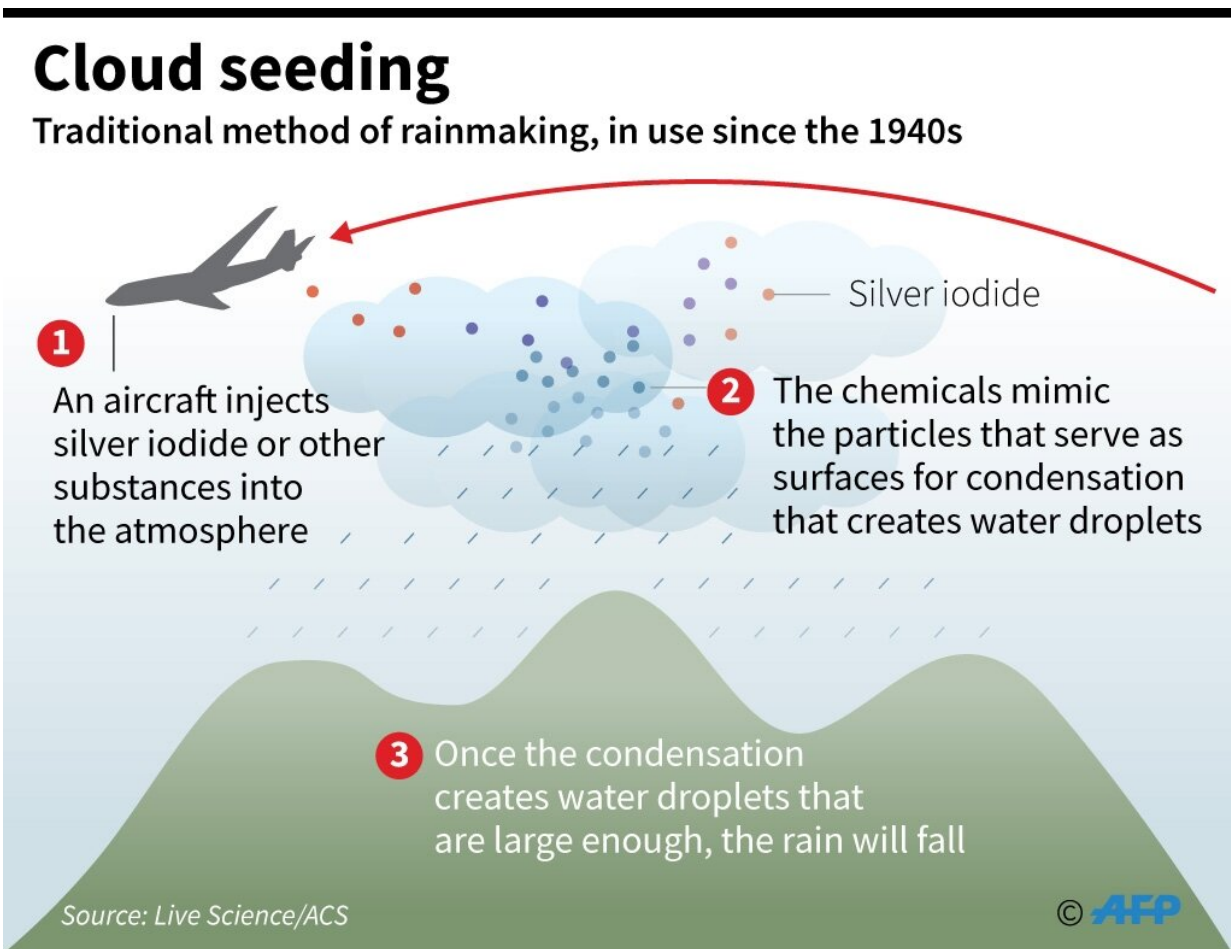 Cloud seeding
Traditional method of rainmaking, in use since the 1940s
Silver iodide
1
An aircraft injects
silver iodide or other
substances into
the atmosphere
2
The chemicals mimic
the particles that serve as
surfaces for condensation
that creates water droplets
3
Once the condensation
creates water droplets that
are large enough, the rain will fall
Source: Live Science/ACS
© AFP